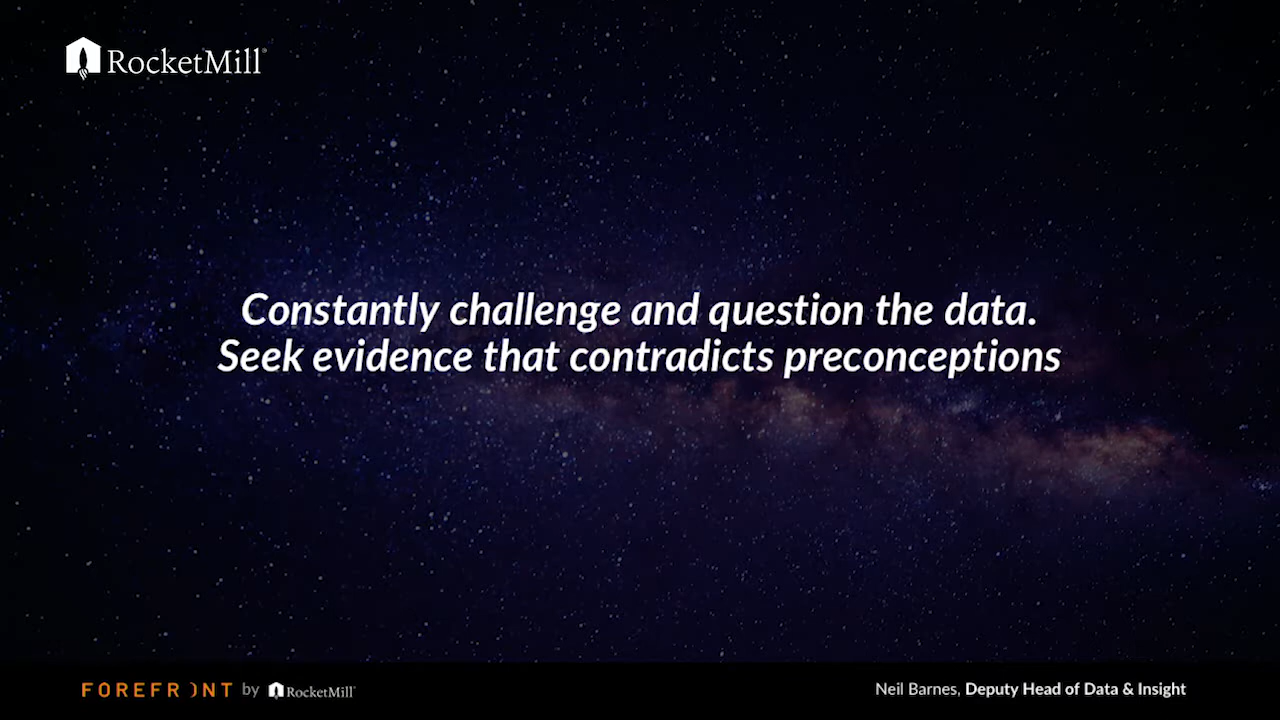 RocketMill®
Constantly challenge and question the data.
Seek evidence that contradicts preconceptions
FOREFRONT by RocketMill®
Neil Barnes, Deputy Head of Data & Insight